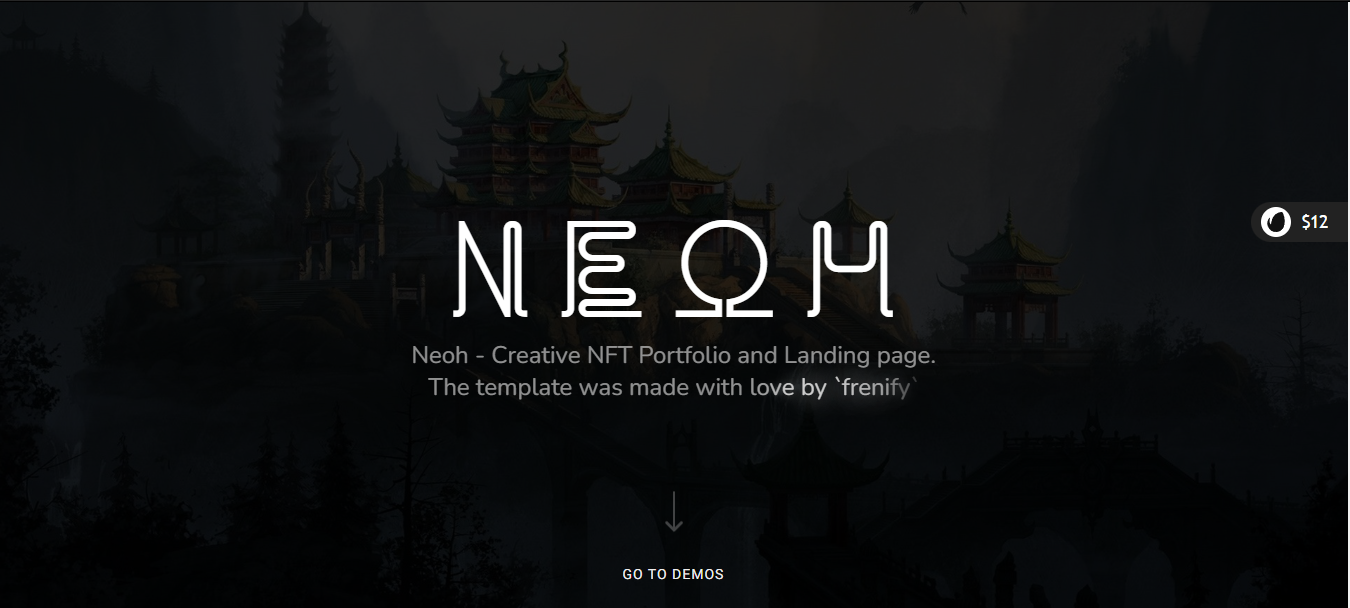 NEOH
$12
Neoh - Creative NFT Portfolio and Landing page.
The template was made with love by `frenify`
GO TO DEMOS